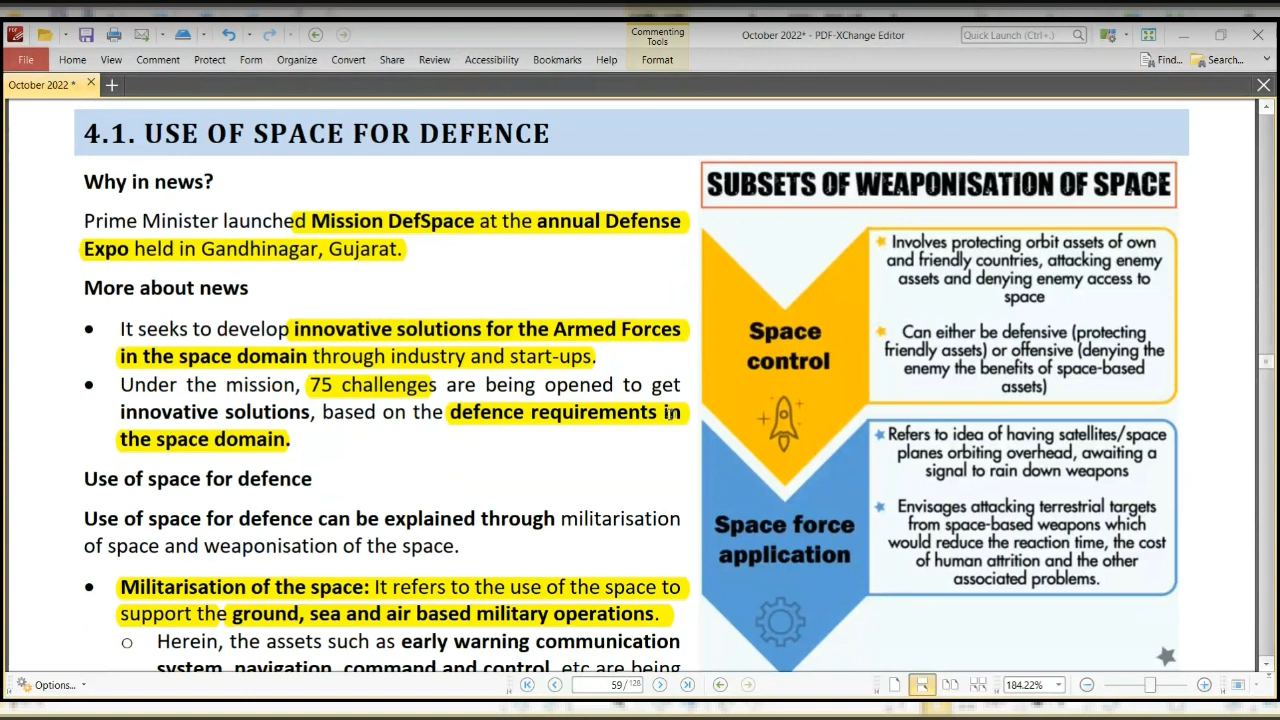 Commenting
Tools
October 2022* - PDF-XChange Editor
Quick Launch (Ctrl+.)
File
Home
View
Comment
Protect
Form
Organize
Convert
Share
Review
Accessibility
Bookmarks
Help
Format
Find...
Search...
October 2022 *
4.1. USE OF SPACE FOR DEFENCE
Why in news?
Prime Minister launched Mission DefSpace at the annual Defense
Expo held in Gandhinagar, Gujarat.
More about news
• It seeks to develop innovative solutions for the Armed Forces
in the space domain through industry and start-ups.
• Under the mission, 75 challenges are being opened to get
innovative solutions, based on the defence requirements in
the space domain.
Use of space for defence
Use of space for defence can be explained through militarisation
of space and weaponisation of the space.
• Militarisation of the space: It refers to the use of the space to
support the ground, sea and air based military operations.
o Herein, the assets such as early warning communication
system, navigation, command and control, etc are being
SUBSETS OF WEAPONISATION OF SPACE
Space
control
Involves protecting orbit assets of own
and friendly countries, attacking enemy
assets and denying enemy access to
space
Can either be defensive (protecting
friendly assets) or offensive (denying the
enemy the benefits of space-based
assets)
Space force
application
Refers to idea of having satellites/space
planes orbiting overhead, awaiting a
signal to rain down weapons
Envisages attacking terrestrial targets
from space-based weapons which
would reduce the reaction time, the cost
of human attrition and the other
associated problems.
Options...
59 / 128
184.22%